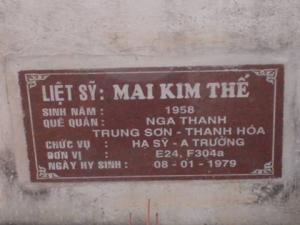 LIỆT SỸ: MAI KIM THẾ
SINH NĂM : 1958
QUÊ QUÁN : NGA THANH
TRUNG SƠN - THANH HÓA
CHỨC VỤ : HẠ SỸ - A TRƯỞNG
ĐƠN VỊ : E24, F304a
NGÀY HY SINH : 08 - 01 - 1979